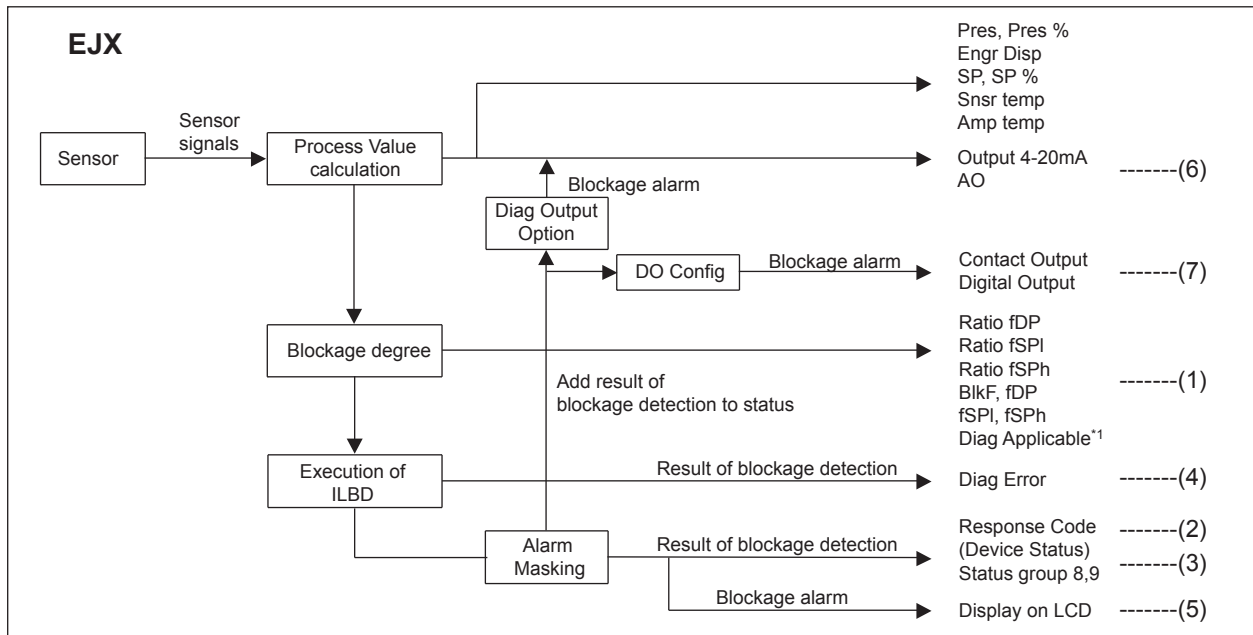 EJX
Pres, Pres %
Engr Disp
SP, SP %
Snsr temp
Amp temp
Sensor
Sensor
signals
Process Value
calculation
Output 4-20mA
AO
-------(6)
Blockage alarm
Diag Output
Option
DO Config
Blockage alarm
Contact Output
Digital Output
-------(7)
Blockage degree
Ratio fDP
Ratio fSPl
Ratio fSPh
BlkF, fDP
fSPl, fSPh
Diag Applicable*1
-------(1)
Add result of
blockage detection to status
Execution of
ILBD
Result of blockage detection
Diag Error
-------(4)
Alarm
Masking
Result of blockage detection
Response Code
(Device Status)
Status group 8,9
-------(2)
-------(3)
Blockage alarm
Display on LCD
-------(5)